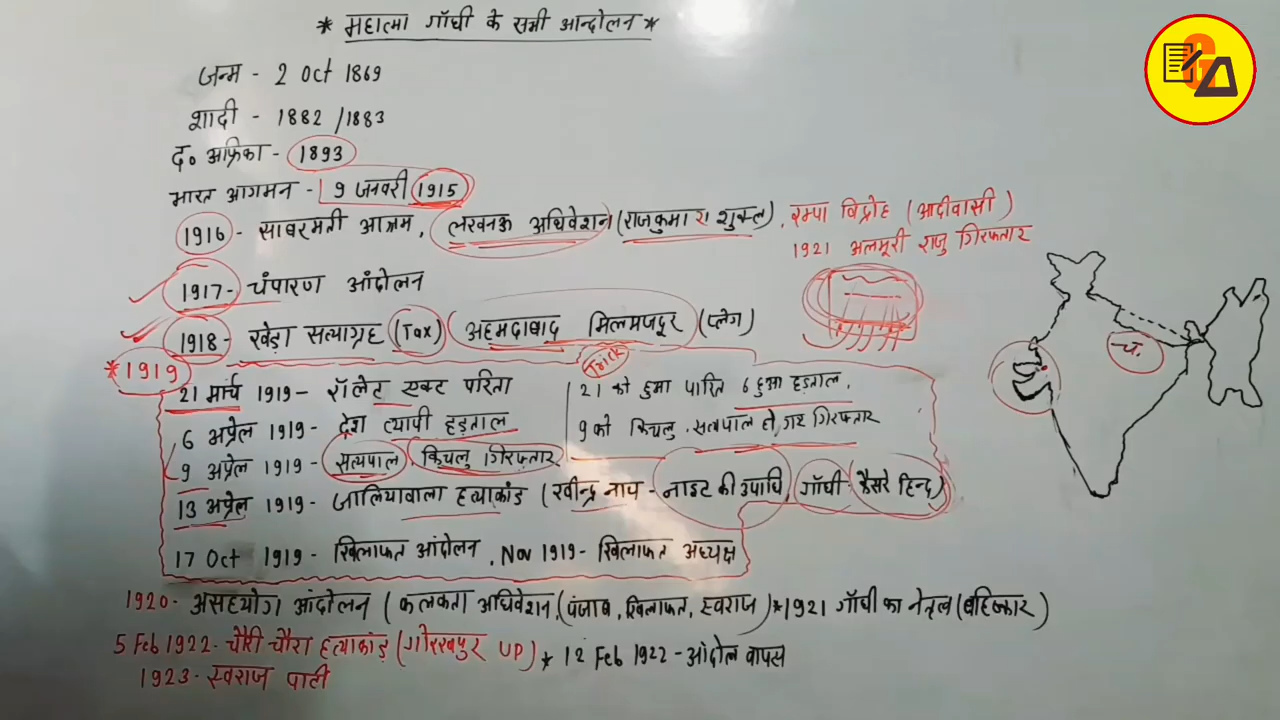 * महात्मा गाँधी के सभी आन्दोलन *
जन्म - 2 Oct 1869
शादी - 1882 / 1883
द० अफ्रिका - 1893
भारत आगमन - 9 जनवरी 1915
1916 - साबरमती आश्रम, लखनऊ अधिवेशन (राजकुमार शुक्ल), रम्पा विद्रोह (आदीवासी)
1921 अलमूरी राजु गिरफ्तार
1917 - चंपारण आंदोलन
1918 - खेड़ा सत्याग्रह (Tax) (अहमदाबाद मिलमजदूर (प्लेग)
* 1919
Trick
21 मार्च 1919 - रॉलेट एक्ट परिता
21 को हुआ पारित 6 हुआ हड़ताल,
6 अप्रेल 1919 - देश व्यापी हड़ताल
9 को किचलु, सत्यपाल हो गए गिरफ्तार
9 अप्रेल 1919 - सत्यपाल, किचलु गिरफ्तार
13 अप्रेल 1919 - जालियावाला हत्याकांड (रवीन्द्र नाथ - नाइट की उपाधि, गाँधी - कैसरे हिन्द)
17 Oct 1919 - खिलाफत आंदोलन, Nov 1919 - खिलाफत अध्यक्ष
1920 - असहयोग आंदोलन (कलकता अधिवेशन, (पंजाब, खिलाफत, स्वराज) * 1921 गाँधी का नेतृत्व (बहिष्कार)
5 Feb 1922 - चौरी चौरा हत्याकांड़ (गोरखपुर UP) * 12 Feb 1922 - आंदोल वापस
1923 - स्वराज पार्टी
च.
G